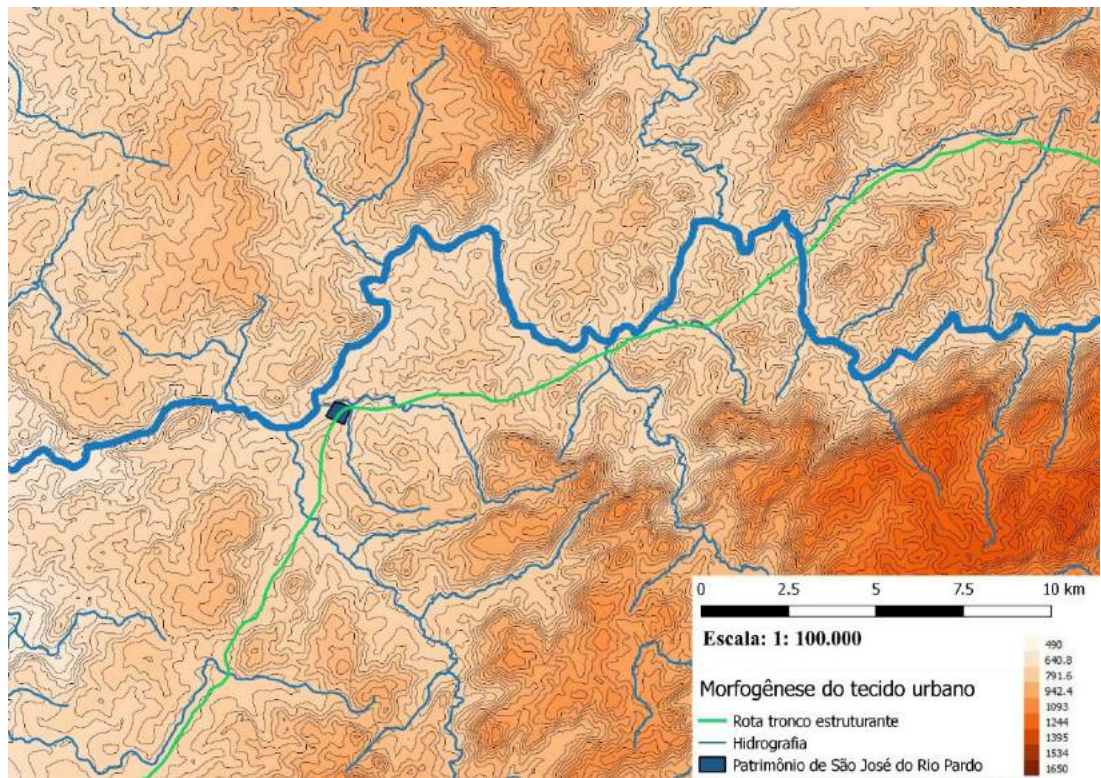 0 2.5 5 7.5 10 km
Escala: 1: 100.000
Morfogênese do tecido urbano
Rota tronco estruturante
Hidrografia
Patrimônio de São José do Rio Pardo
490
640.8
791.6
942.4
1093
1244
1395
1534
1650